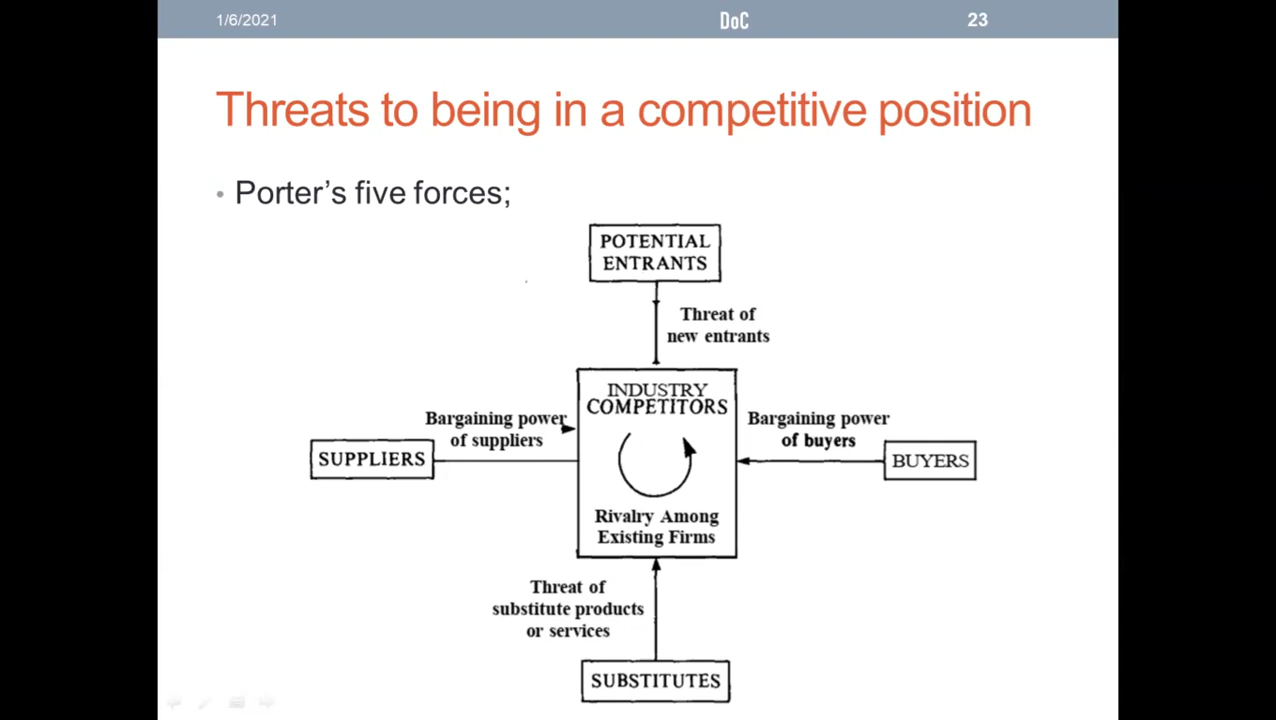 1/6/2021
DoC
23
Threats to being in a competitive position
• Porter’s five forces;
POTENTIAL
ENTRANTS
Threat of
new entrants
INDUSTRY
COMPETITORS
Bargaining power
of suppliers
SUPPLIERS
Bargaining power
of buyers
BUYERS
Rivalry Among
Existing Firms
Threat of
substitute products
or services
SUBSTITUTES